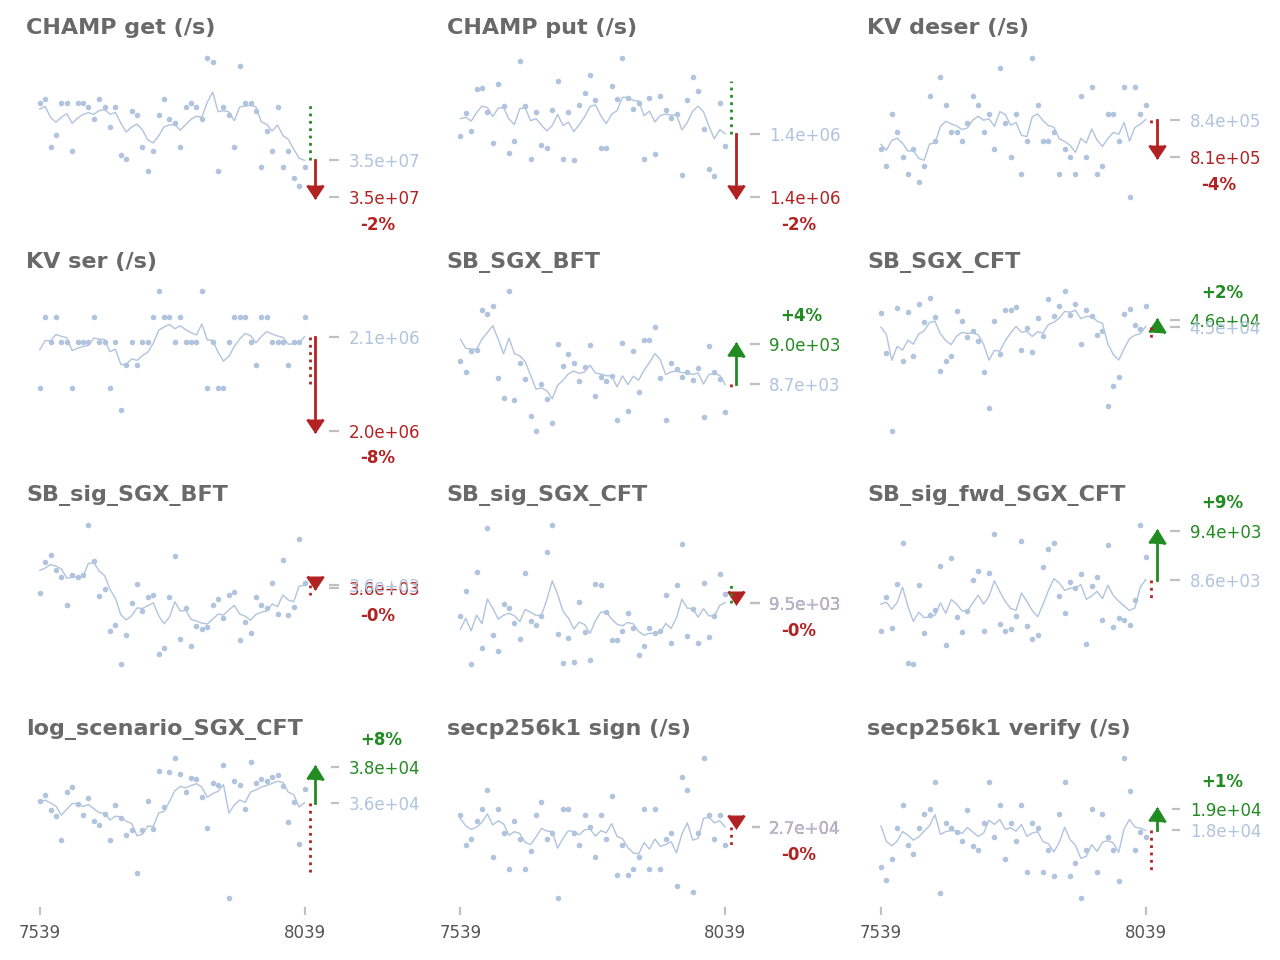 CHAMP get (/s)
3.5e+07
3.5e+07
-2%
CHAMP put (/s)
1.4e+06
1.4e+06
-2%
KV deser (/s)
8.4e+05
8.1e+05
-4%
KV ser (/s)
2.1e+06
2.0e+06
-8%
SB_SGX_BFT
+4%
9.0e+03
8.7e+03
SB_SGX_CFT
+2%
4.6e+04
4.5e+04
SB_sig_SGX_BFT
3.6e+03
3.6e+03
-0%
SB_sig_SGX_CFT
9.5e+03
-0%
SB_sig_fwd_SGX_CFT
+9%
9.4e+03
8.6e+03
log_scenario_SGX_CFT
+8%
3.8e+04
3.6e+04
secp256k1 sign (/s)
2.7e+04
-0%
secp256k1 verify (/s)
+1%
1.9e+04
1.8e+04
7539
8039
7539
8039
7539
8039